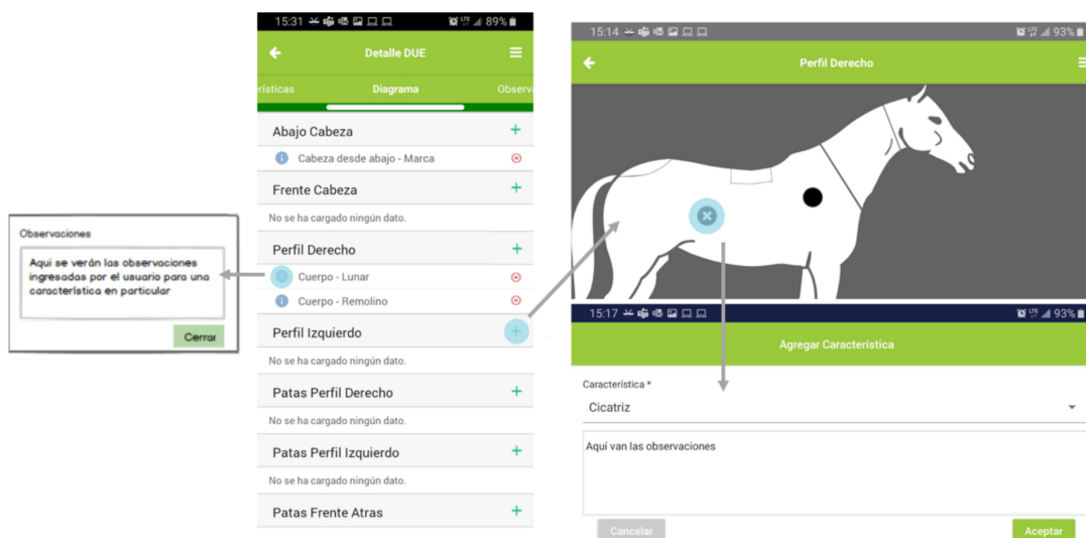 Observaciones
Aqui se verán las observaciones
ingresadas por el usuario para una
característica en particular
Cerrar
15:31
LTE
89%
Detalle DUE
rísticas
Diagrama
Observa
Abajo Cabeza
Cabeza desde abajo - Marca
Frente Cabeza
No se ha cargado ningún dato.
Perfil Derecho
Cuerpo - Lunar
Cuerpo - Remolino
Perfil Izquierdo
No se ha cargado ningún dato.
Patas Perfil Derecho
No se ha cargado ningún dato.
Patas Perfil Izquierdo
No se ha cargado ningún dato.
Patas Frente Atras
15:14
LTE
93%
Perfil Derecho
15:17
LTE
93%
Agregar Característica
Característica *
Cicatriz
Aquí van las observaciones
Cancelar
Aceptar